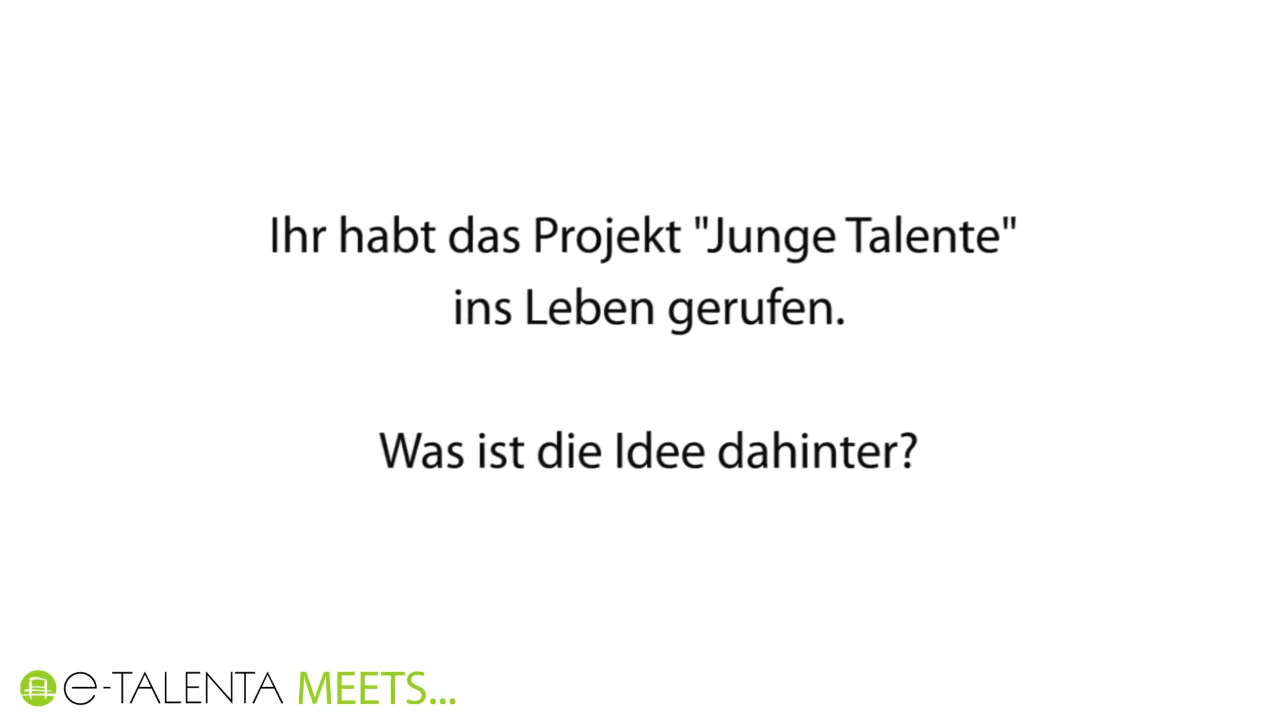 Ihr habt das Projekt "Junge Talente"
ins Leben gerufen.
Was ist die Idee dahinter?
e-TALENTA MEETS...